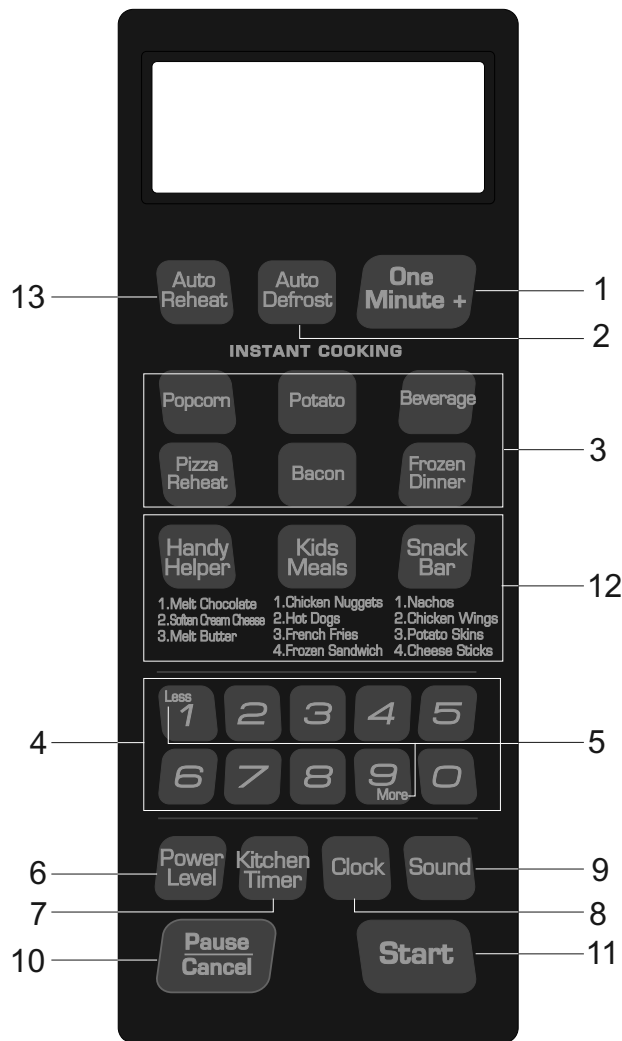 Auto
Reheat
Auto
Defrost
One
Minute +
13
1
2
INSTANT COOKING
Popcorn
Potato
Beverage
Pizza
Reheat
Bacon
Frozen
Dinner
3
Handy
Helper
Kids
Meals
Snack
Bar
12
1.Melt Chocolate
2.Soften Cream Cheese
3.Melt Butter
1.Chicken Nuggets
2.Hot Dogs
3.French Fries
4.Frozen Sandwich
1.Nachos
2.Chicken Wings
3.Potato Skins
4.Cheese Sticks
Less
1 2 3 4 5
4
5
6 7 8 9 0
More
Power
Level
Kitchen
Timer
Clock
Sound
6
7
8
9
Pause
Cancel
Start
10
11